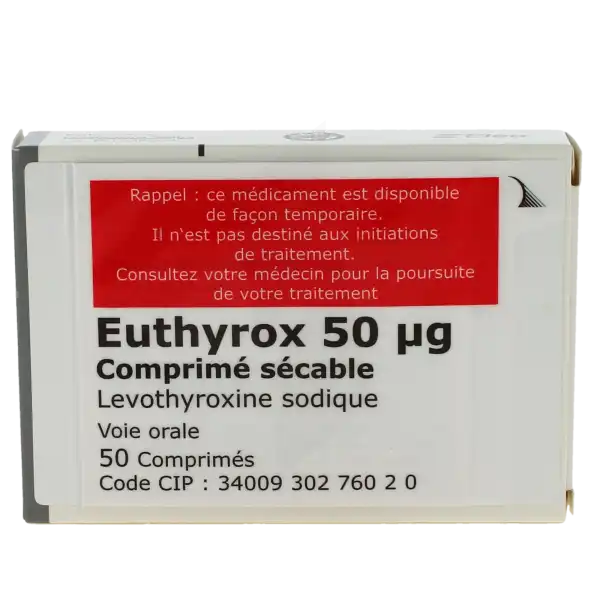 Rappel : ce médicament est disponible
de façon temporaire.
Il n'est pas destiné aux initiations
de traitement.
Consultez votre médecin pour la poursuite
de votre traitement
Euthyrox 50 µg
Comprimé sécable
Levothyroxine sodique
Voie orale
50 Comprimés
Code CIP : 34009 302 760 2 0